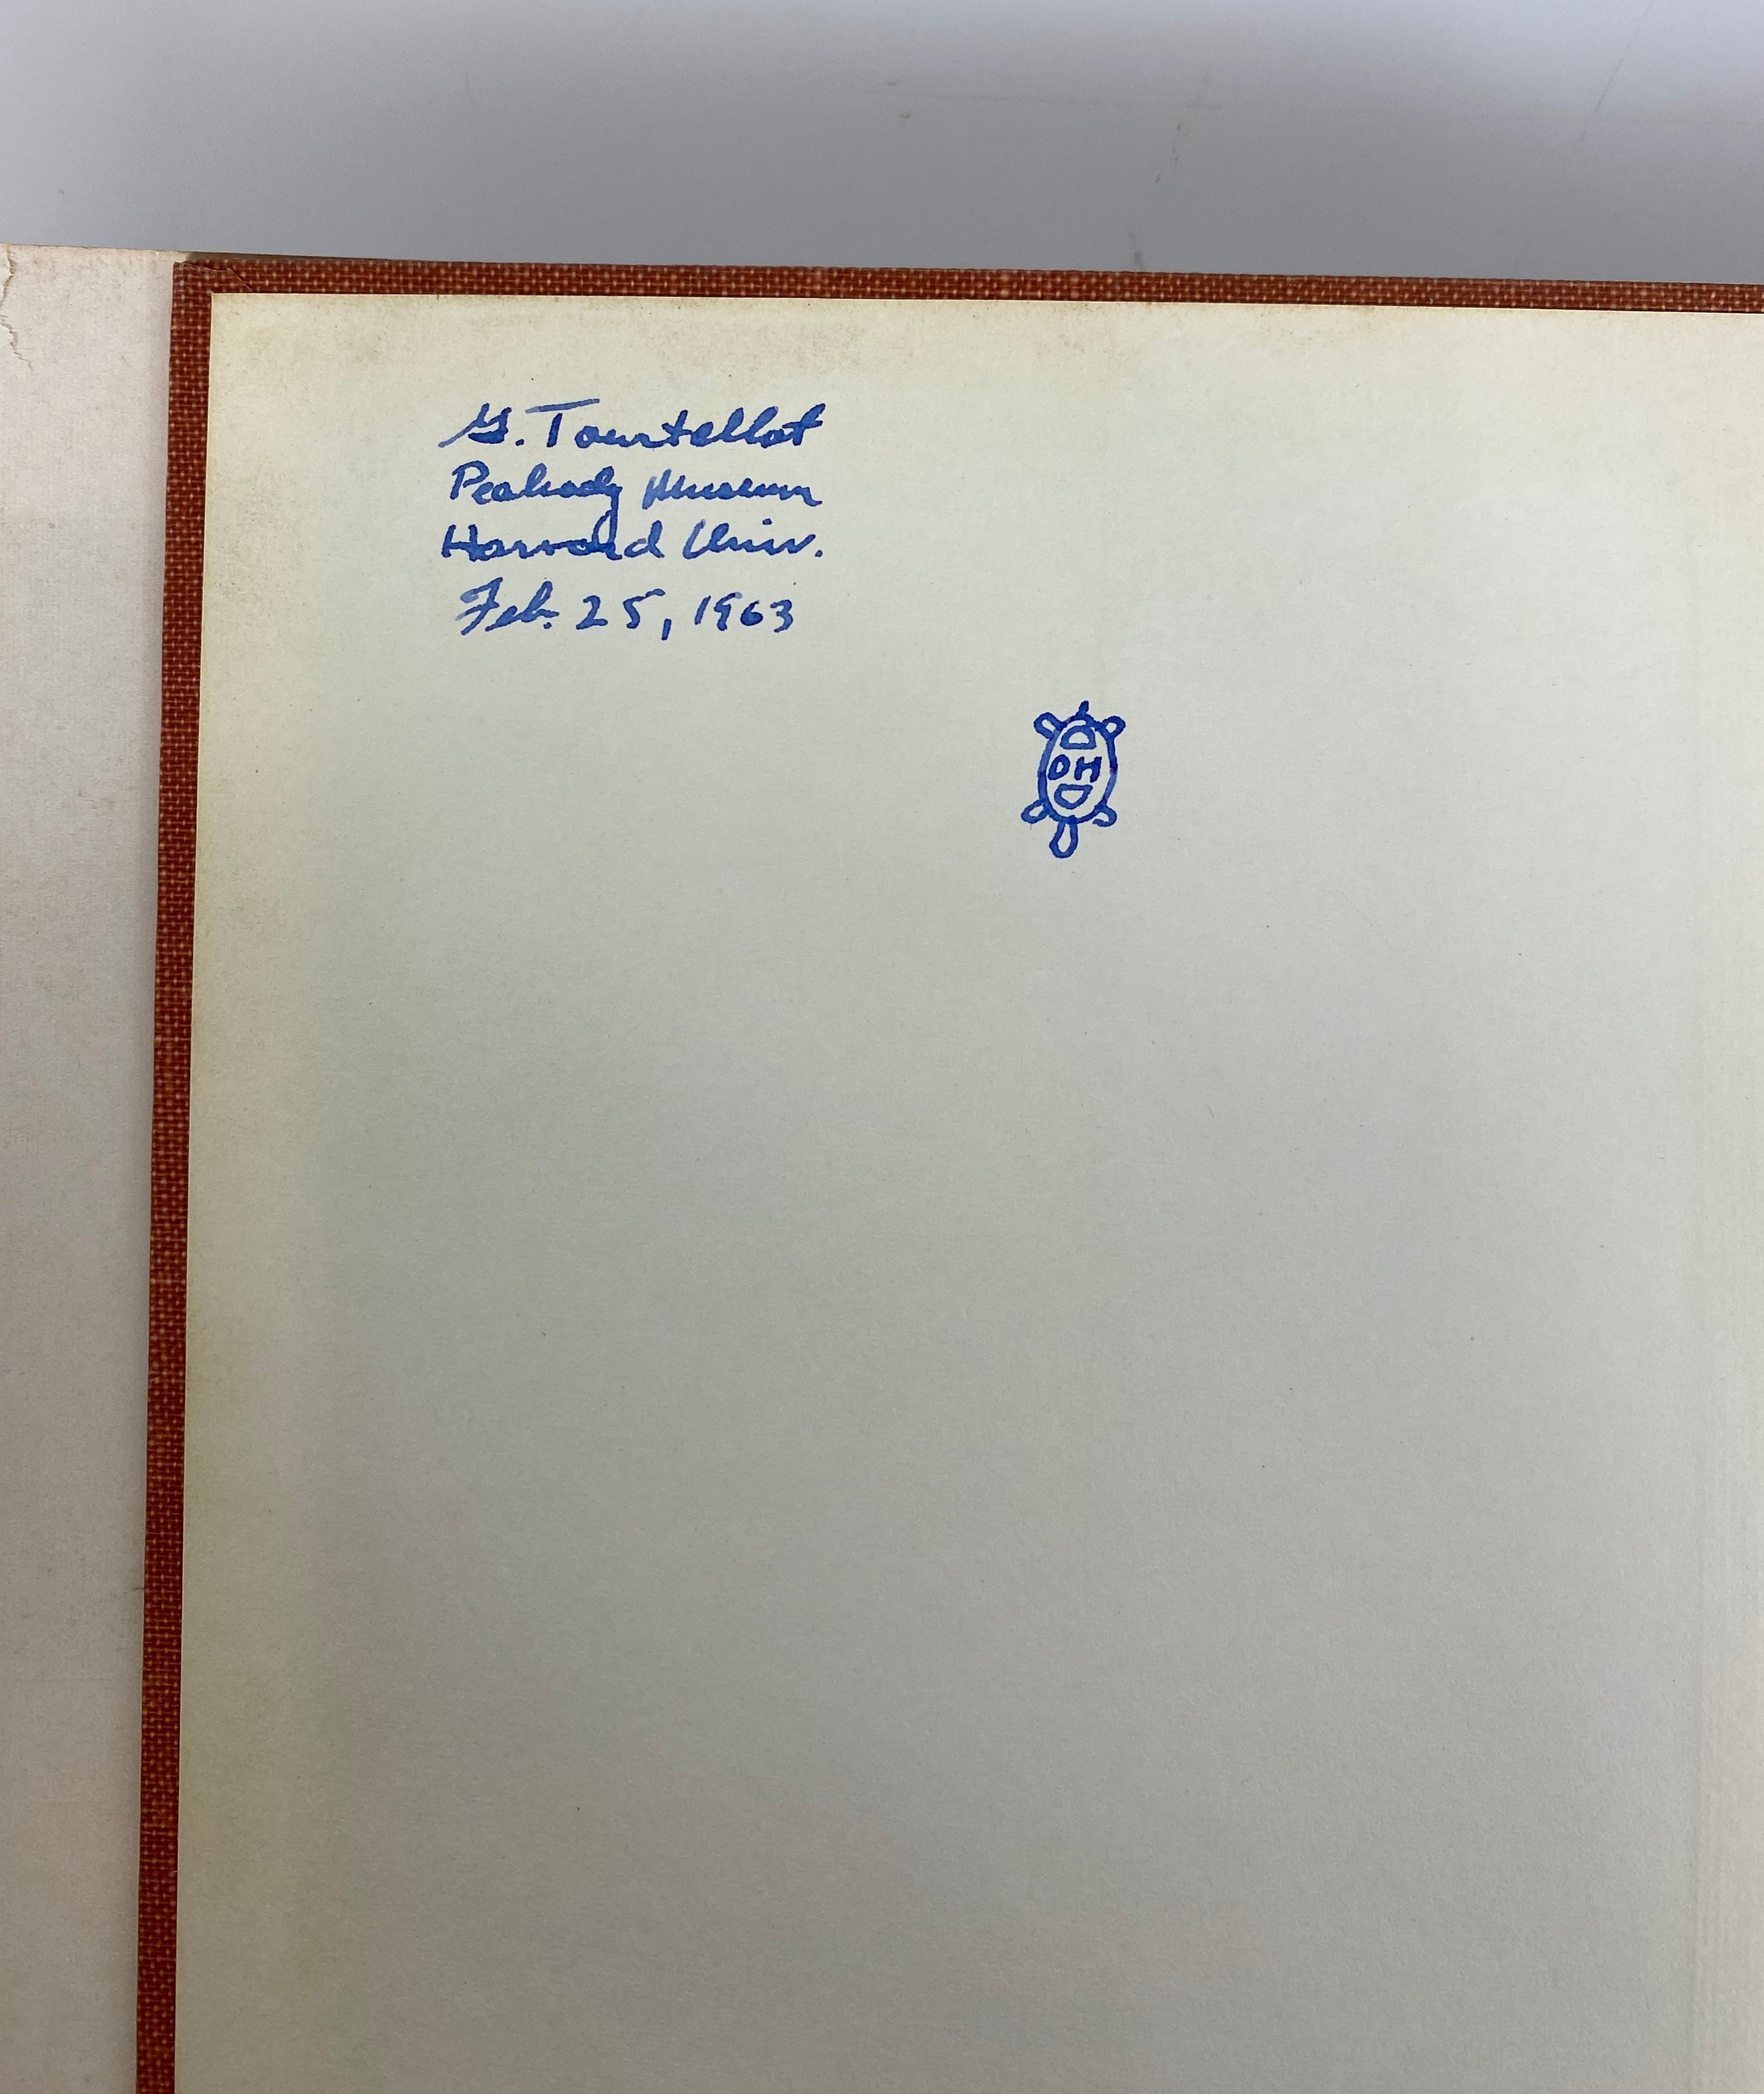 G. Tourtellot
Peabody Museum
Harvard Univ.
Feb. 25, 1963
DH